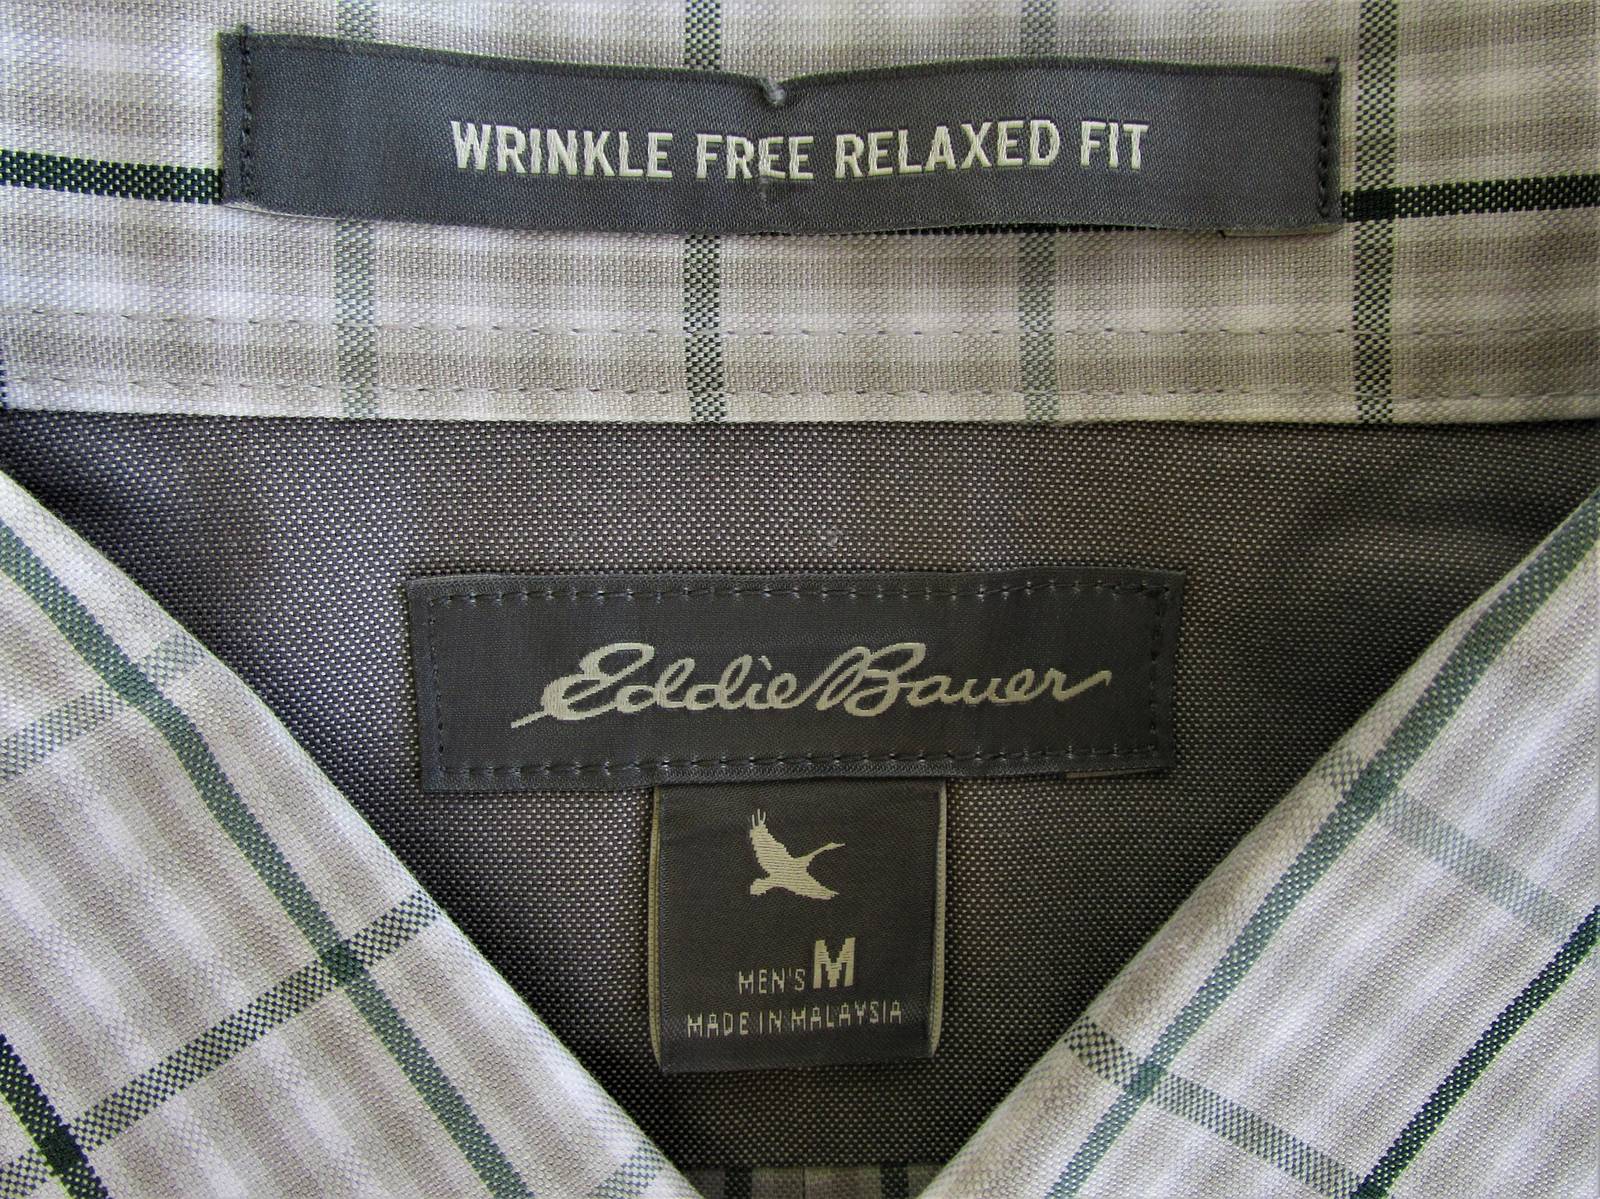 WRINKLE FREE RELAXED FIT
Eddie Bauer
MEN'S M
MADE IN MALAYSIA